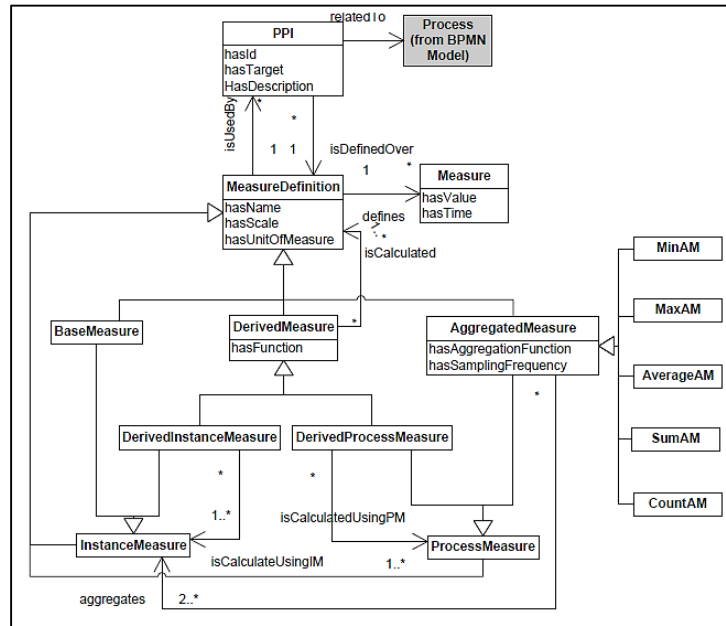 relatedTo
PPI
hasId
hasTarget
HasDescription
Process
(from BPMN
Model)
isUsedBy
*
*
1
1
isDefinedOver
1
*
MeasureDefinition
hasName
hasScale
hasUnitOfMeasure
Measure
hasValue
hasTime
defines
*
isCalculated
MinAM
MaxAM
AverageAM
SumAM
CountAM
BaseMeasure
DerivedMeasure
hasFunction
*
AggregatedMeasure
hasAggregationFunction
hasSamplingFrequency
*
DerivedInstanceMeasure
DerivedProcessMeasure
*
*
1..*
isCalculatedUsingPM
InstanceMeasure
isCalculateUsingIM
1..*
ProcessMeasure
aggregates
2..*